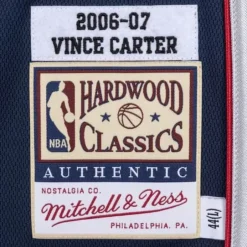 2006-07
VINCE CARTER
NBA
HARDWOOD
CLASSICS
AUTHENTIC
NOSTALGIA CO.
Mitchell & Ness
PHILADELPHIA, PA.
44(L)